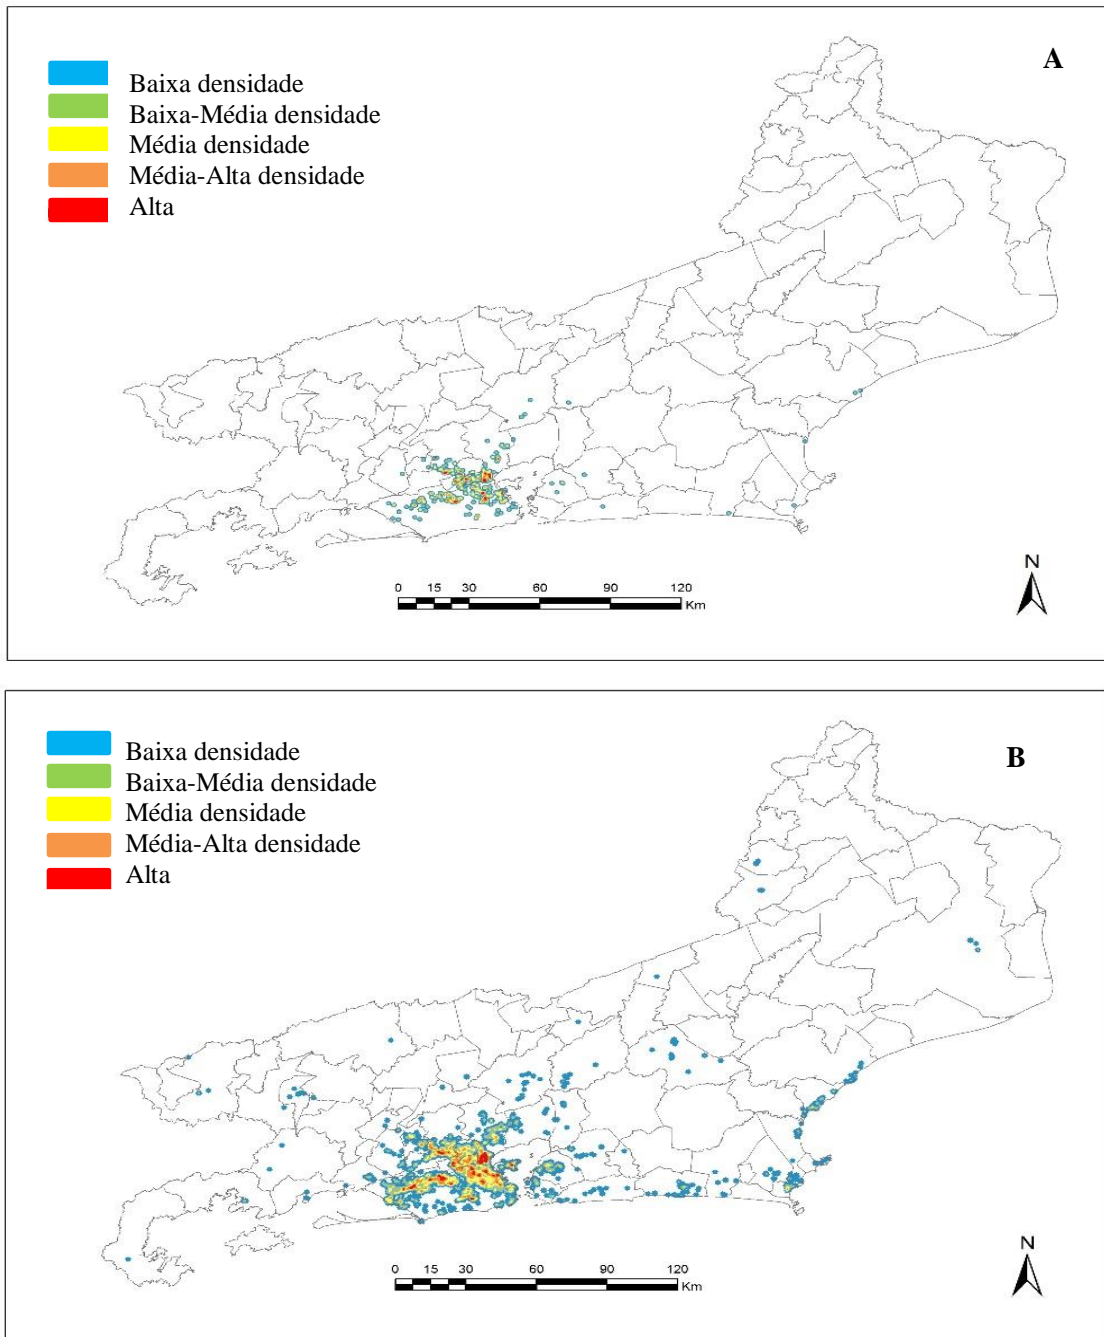 A
Baixa densidade
Baixa-Média densidade
Média densidade
Média-Alta densidade
Alta
N
0 15 30 60 90 120
Km
B
Baixa densidade
Baixa-Média densidade
Média densidade
Média-Alta densidade
Alta
N
0 15 30 60 90 120
Km